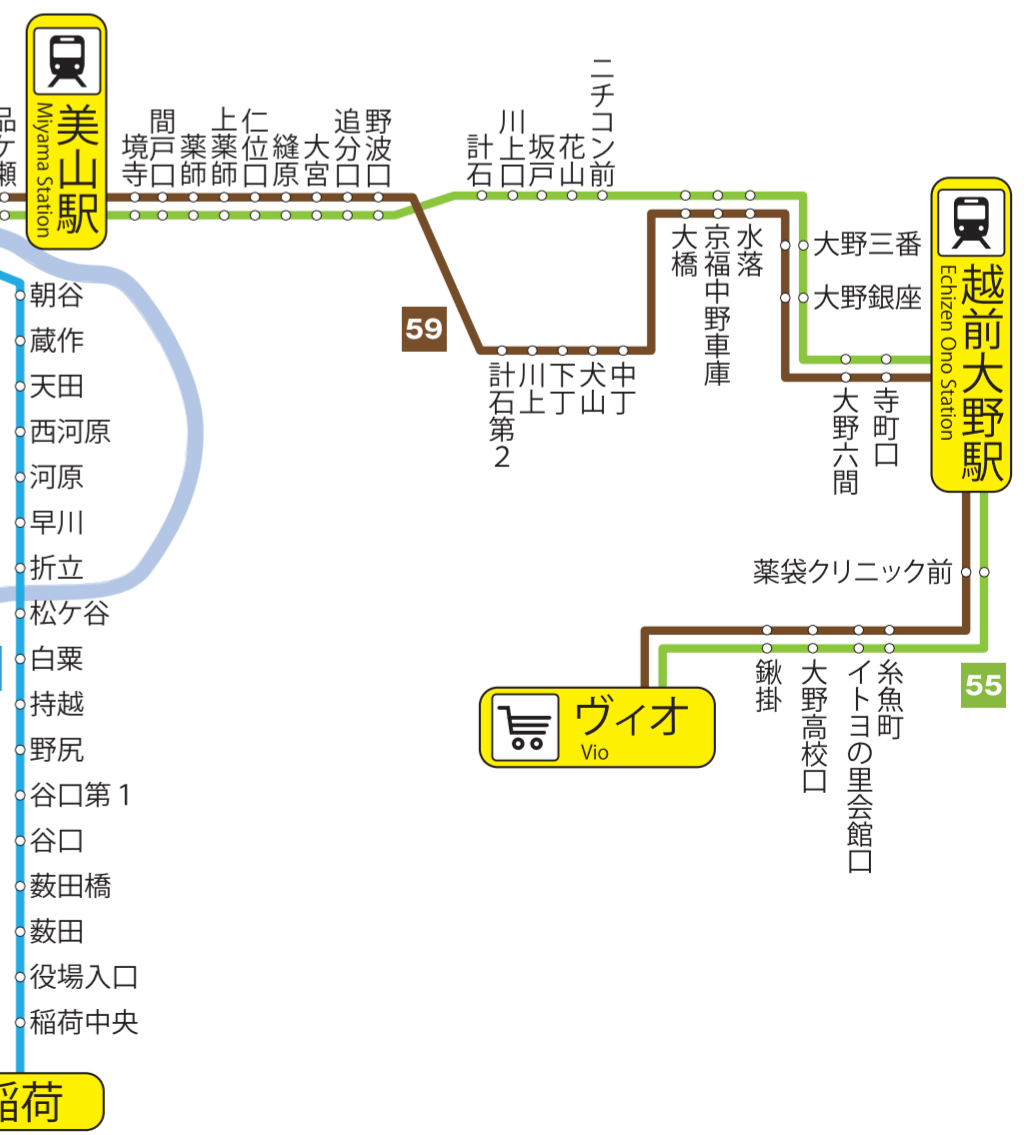 品ケ瀬
美山駅
Miyama Station
境寺
間戸口
薬師
上薬師
仁位口
縫原
大宮
追分口
野波口
計石
川上口
坂戸
花山
ニチコン前
59
計石第2
川上
下丁
犬山
中丁
大橋
京福中野車庫
水落
大野三番
大野銀座
大野六間
寺町口
越前大野駅
Echizen Ono Station
薬袋クリニック前
55
糸魚町
イトヨの里会館口
大野高校口
鍬掛
ヴィオ
Vio
朝谷
蔵作
天田
西河原
河原
早川
折立
松ケ谷
白粟
持越
野尻
谷口第1
谷口
薮田橋
薮田
役場入口
稲荷中央
稲荷